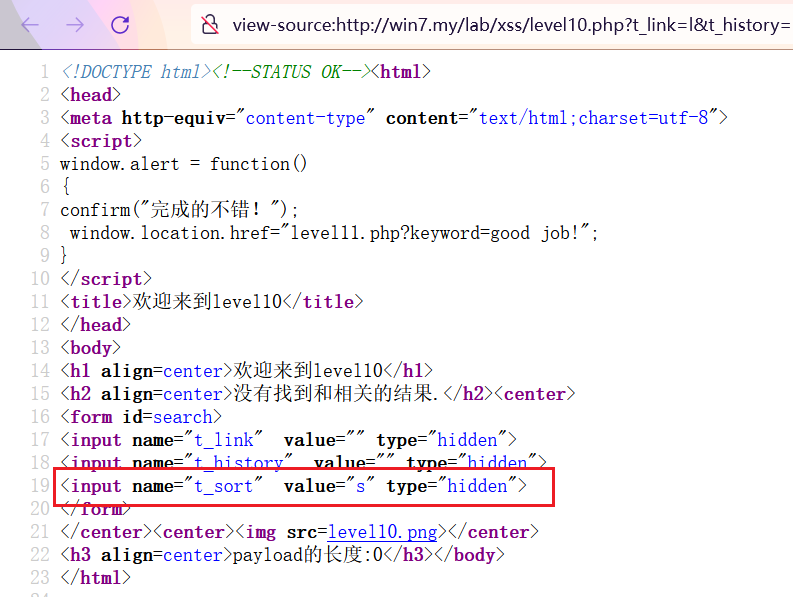 view-source:http://win7.my/lab/xss/level10.php?t_link=l&t_history=
1 <!DOCTYPE html><!--STATUS OK--><html>
2 <head>
3 <meta http-equiv="content-type" content="text/html;charset=utf-8">
4 <script>
5 window.alert = function()
6 {
7 confirm("完成的不错！");
8  window.location.href="level11.php?keyword=good job!";
9 }
10 </script>
11 <title>欢迎来到level10</title>
12 </head>
13 <body>
14 <h1 align=center>欢迎来到level10</h1>
15 <h2 align=center>没有找到和相关的结果.</h2><center>
16 <form id=search>
17 <input name="t_link"  value="" type="hidden">
18 <input name="t_history"  value="" type="hidden">
19 <input name="t_sort"  value="s" type="hidden">
20 </form>
21 </center><center><img src=level10.png></center>
22 <h3 align=center>payload的长度:0</h3></body>
23 </html>